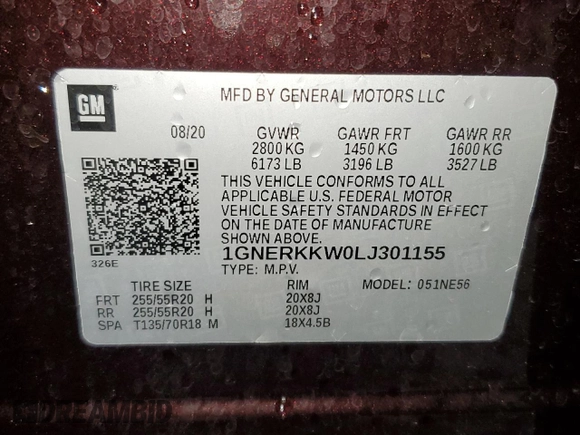 GM
MFD BY GENERAL MOTORS LLC
08/20 GVWR GAWR FRT GAWR RR
2800 KG 1450 KG 1600 KG
6173 LB 3196 LB 3527 LB
THIS VEHICLE CONFORMS TO ALL
APPLICABLE U.S. FEDERAL MOTOR
VEHICLE SAFETY STANDARDS IN EFFECT
ON THE DATE OF MANUFACTURE
SHOWN ABOVE.
326E
1GNERKKW0LJ301155
TYPE: M.P.V. MODEL: 051NE56
TIRE SIZE RIM
FRT 255/55R20 H 20X8J
RR 255/55R20 H 20X8J
SPA T135/70R18 M 18X4.5B
DREAMBID